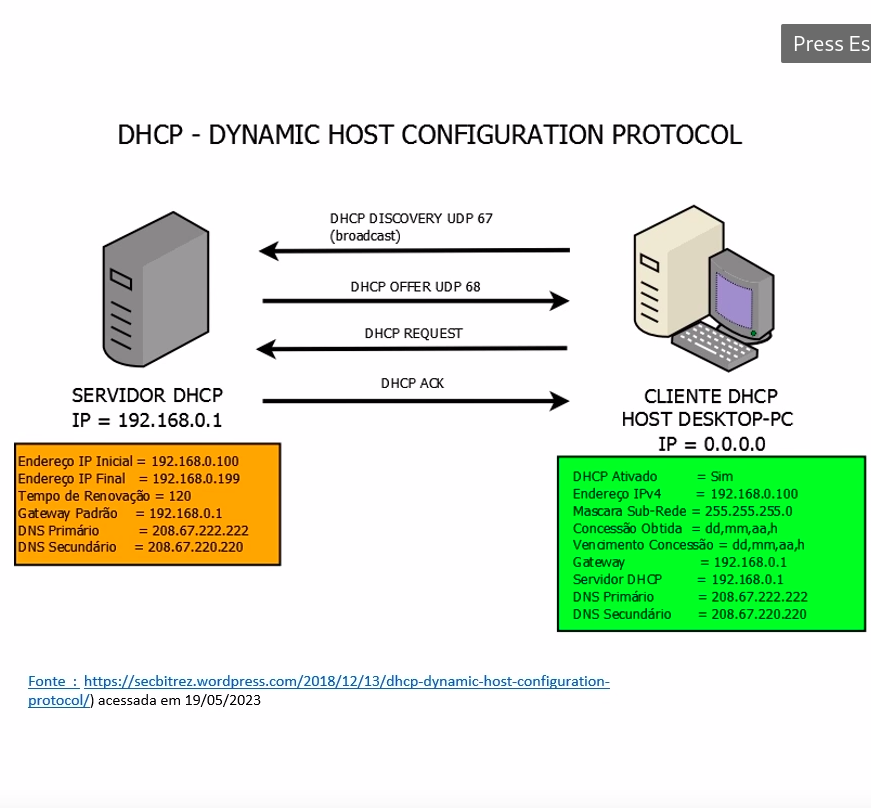 Press Es
DHCP - DYNAMIC HOST CONFIGURATION PROTOCOL
DHCP DISCOVERY UDP 67
(broadcast)
DHCP OFFER UDP 68
DHCP REQUEST
DHCP ACK
SERVIDOR DHCP
IP = 192.168.0.1
CLIENTE DHCP
HOST DESKTOP-PC
IP = 0.0.0.0
Endereço IP Inicial = 192.168.0.100
Endereço IP Final = 192.168.0.199
Tempo de Renovação = 120
Gateway Padrão = 192.168.0.1
DNS Primário = 208.67.222.222
DNS Secundário = 208.67.220.220
DHCP Ativado = Sim
Endereço IPv4 = 192.168.0.100
Mascara Sub-Rede = 255.255.255.0
Concessão Obtida = dd,mm,aa,h
Vencimento Concessão = dd,mm,aa,h
Gateway = 192.168.0.1
Servidor DHCP = 192.168.0.1
DNS Primário = 208.67.222.222
DNS Secundário = 208.67.220.220
Fonte : https://secbitrez.wordpress.com/2018/12/13/dhcp-dynamic-host-configuration-
protocol/) acessada em 19/05/2023